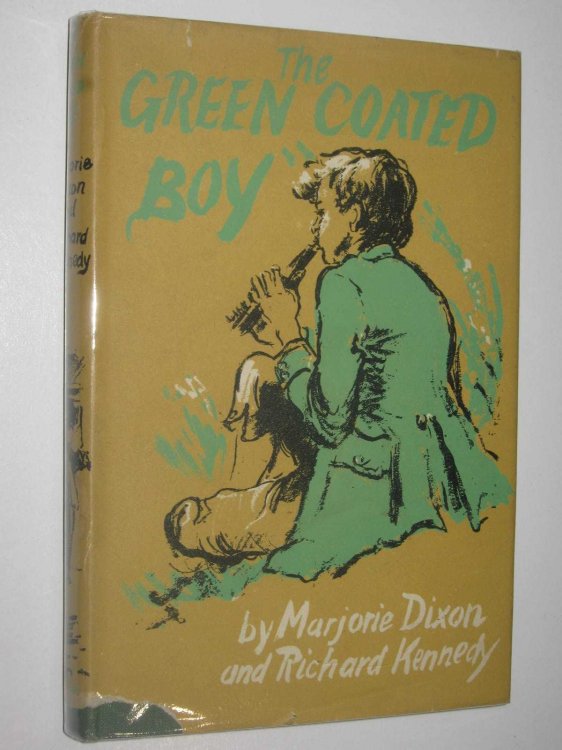 The
GREEN COATED
BOY
by Marjorie Dixon
and Richard Kennedy